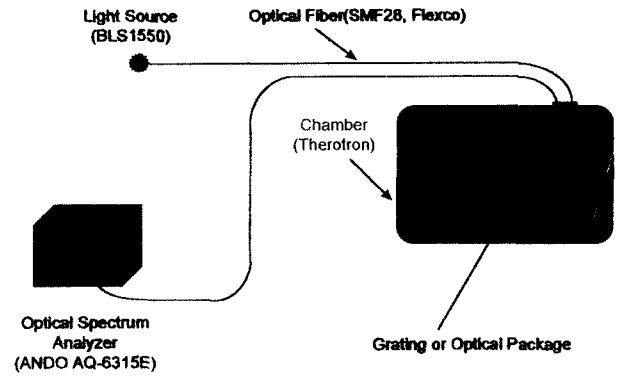 Light Source
(BLS1550)
Optical Fiber(SMF28, Flexco)
Chamber
(Therotron)
Optical Spectrum
Analyzer
(ANDO AQ-6315E)
Grating or Optical Package